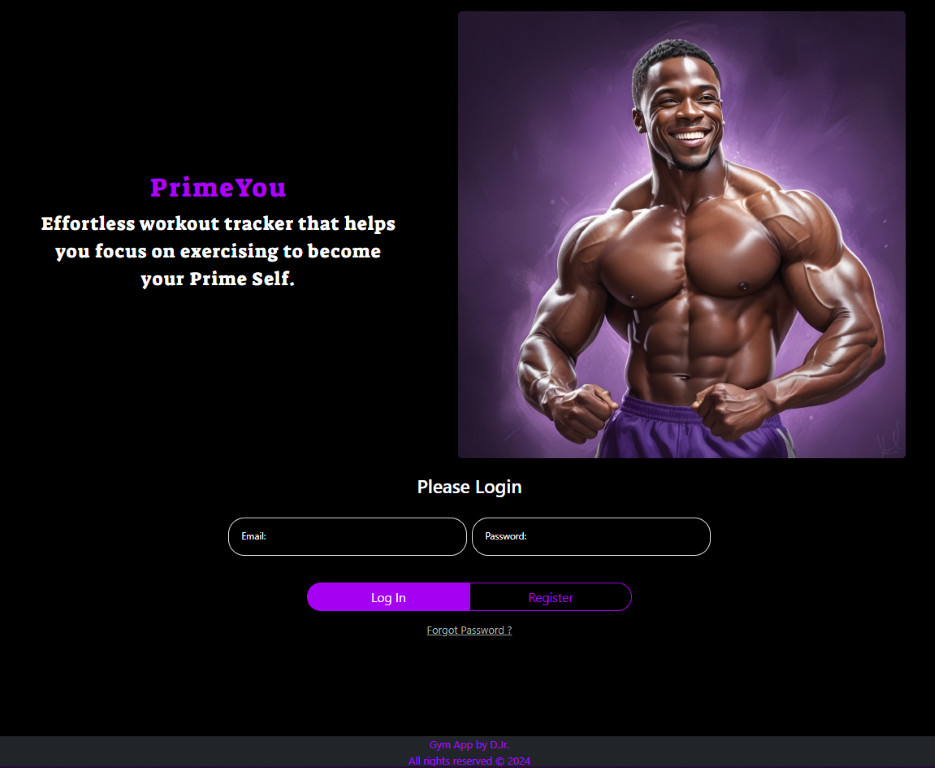 PrimeYou
Effortless workout tracker that helps
you focus on exercising to become
your Prime Self.
Please Login
Email:
Password:
Log In
Register
Forgot Password ?
Gym App by D.Jr.
All rights reserved © 2024